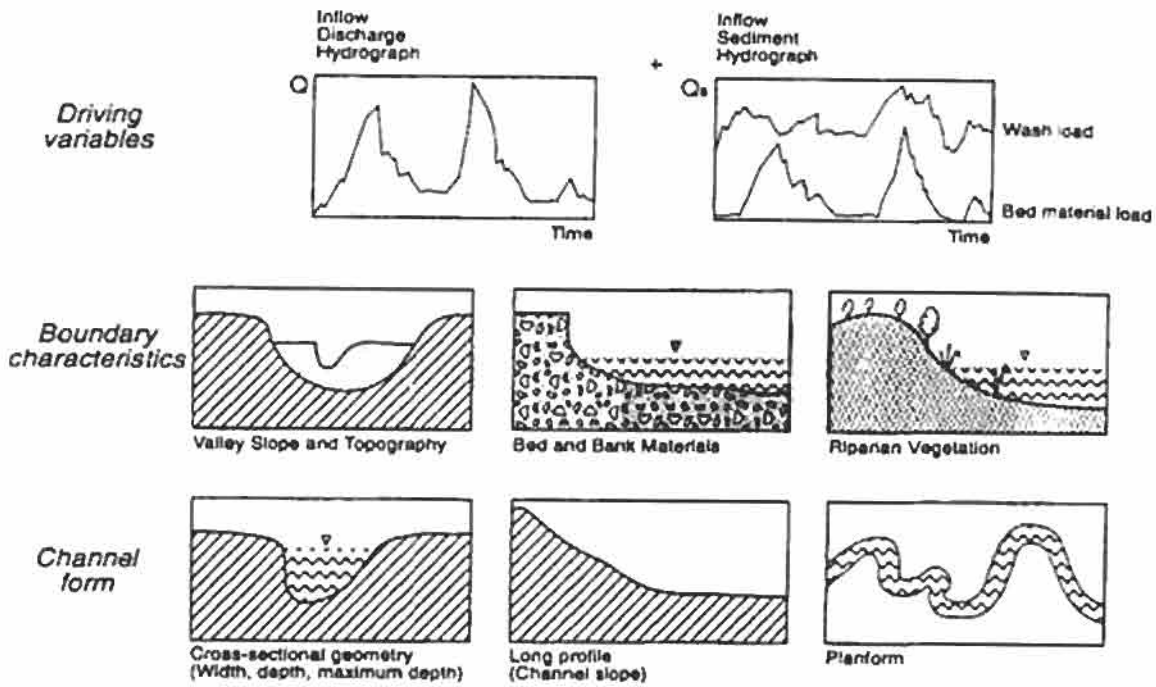 Inflow
Discharge
Hydrograph
+
Inflow
Sediment
Hydrograph
Driving
variables
Q
Time
Qs
Wash load
Bed material load
Time
Boundary
characteristics
Valley Slope and Topography
Bed and Bank Materials
Riparian Vegetation
Channel
form
Cross-sectional geometry
(Width, depth, maximum depth)
Long profile
(Channel slope)
Planform